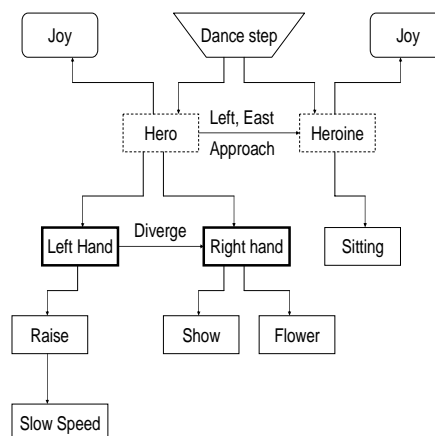 Joy
Dance step
Joy
Hero
Left, East
Approach
Heroine
Left Hand
Diverge
Right hand
Sitting
Raise
Show
Flower
Slow Speed